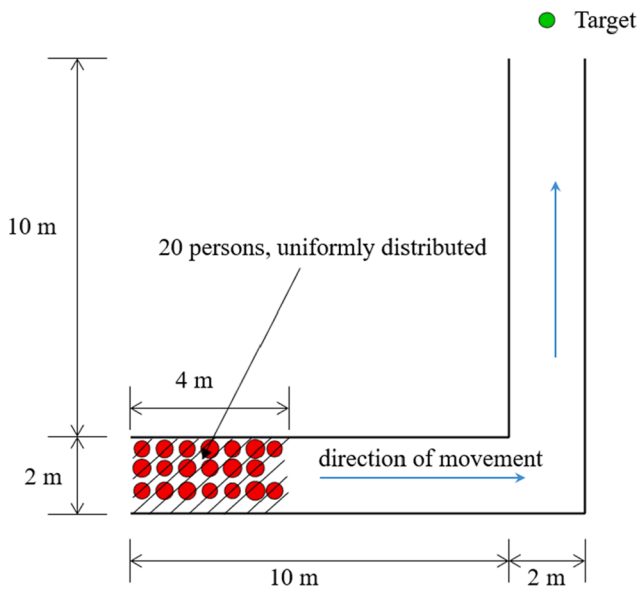 Target
10 m
20 persons, uniformly distributed
4 m
direction of movement
2 m
10 m
2 m